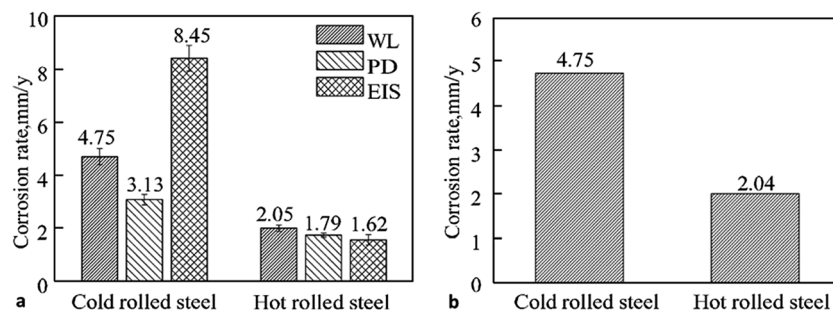 10
8
6
4
2
0
Corrosion rate,mm/y
8.45
4.75
3.13
2.05
1.79
1.62
WL
PD
EIS
Cold rolled steel
Hot rolled steel
a
6
5
4
3
2
1
0
Corrosion rate,mm/y
4.75
2.04
Cold rolled steel
Hot rolled steel
b